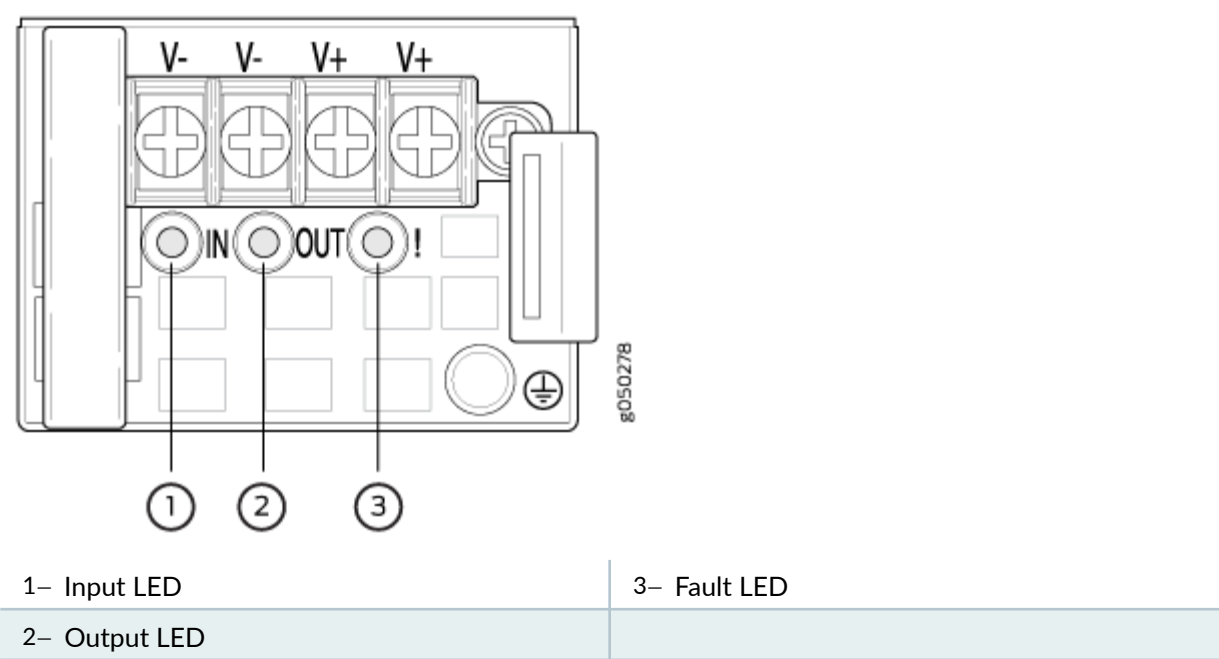 V- V- V+ V+
IN OUT !
g050278
1 2 3
1– Input LED 3– Fault LED
2– Output LED